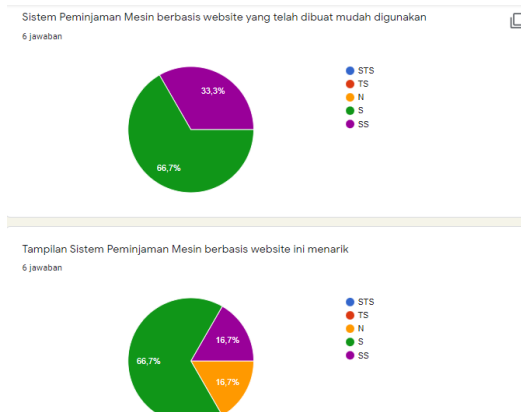 Sistem Peminjaman Mesin berbasis website yang telah dibuat mudah digunakan
6 jawaban
STS
TS
N
S
SS
33,3%
66,7%
Tampilan Sistem Peminjaman Mesin berbasis website ini menarik
6 jawaban
STS
TS
N
S
SS
16,7%
66,7%
16,7%